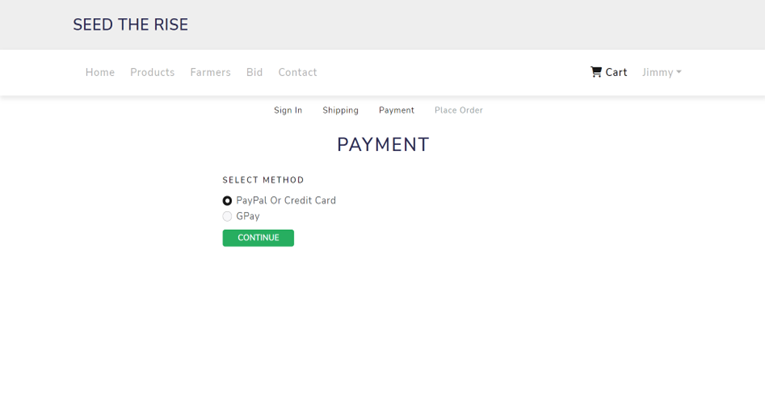 SEED THE RISE
Home Products Farmers Bid Contact Cart Jimmy
Sign In Shipping Payment Place Order
PAYMENT
SELECT METHOD
PayPal Or Credit Card
GPay
CONTINUE